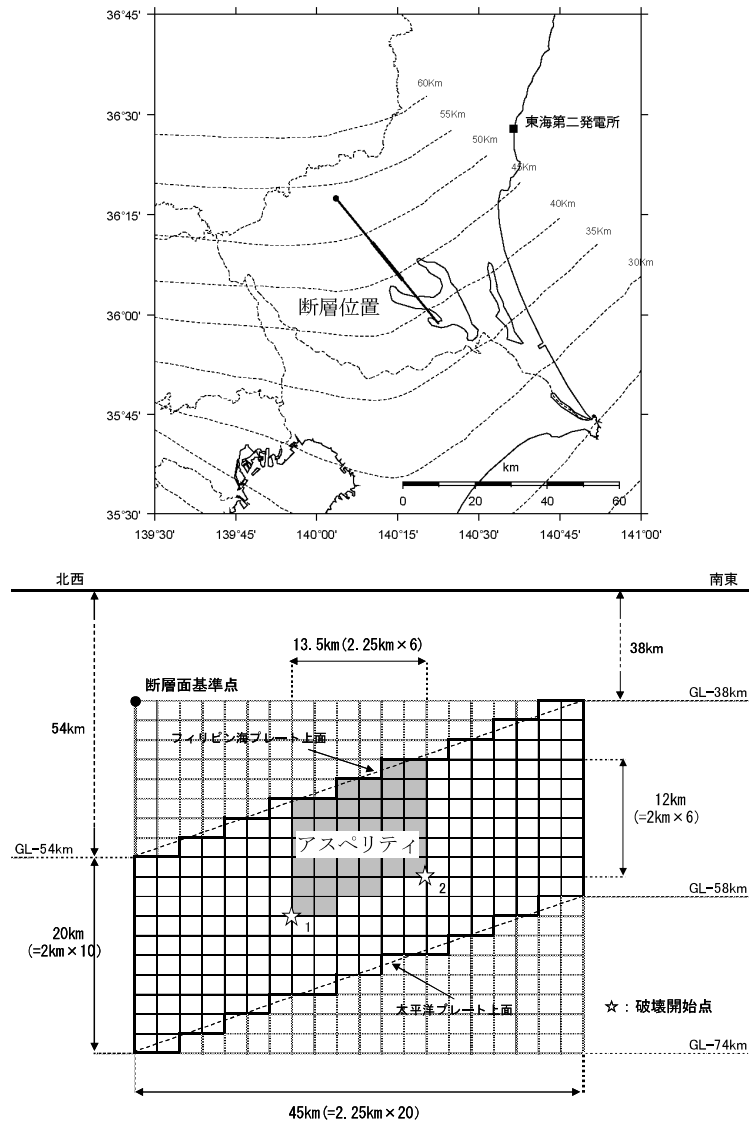 36°45'
36°30'
36°15'
36°00'
35°45'
35°30'
139°30'
139°45'
140°00'
140°15'
140°30'
140°45'
141°00'
60Km
55Km
50Km
45Km
40Km
35Km
30Km
東海第二発電所
断層位置
km
0
20
40
60
北西
南東
13.5km(2.25km×6)
38km
断層面基準点
GL-38km
54km
フィリピン海プレート上面
12km
(=2km×6)
アスペリティ
GL-54km
2
GL-58km
1
20km
(=2km×10)
太平洋プレート上面
☆：破壊開始点
GL-74km
45km(=2.25km×20)